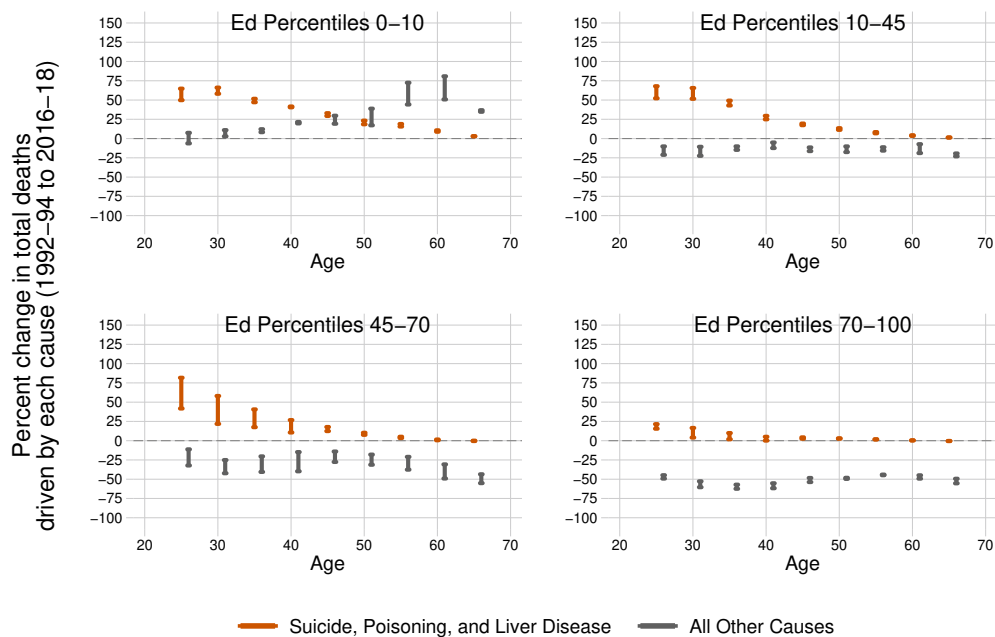 Ed Percentiles 0−10
150
125
100
75
50
25
0
−25
−50
−75
−100
20 30 40 50 60 70
Age
Ed Percentiles 10−45
150
125
100
75
50
25
0
−25
−50
−75
−100
20 30 40 50 60 70
Age
Percent change in total deaths
driven by each cause (1992−94 to 2016−18)
Ed Percentiles 45−70
150
125
100
75
50
25
0
−25
−50
−75
−100
20 30 40 50 60 70
Age
Ed Percentiles 70−100
150
125
100
75
50
25
0
−25
−50
−75
−100
20 30 40 50 60 70
Age
Suicide, Poisoning, and Liver Disease All Other Causes